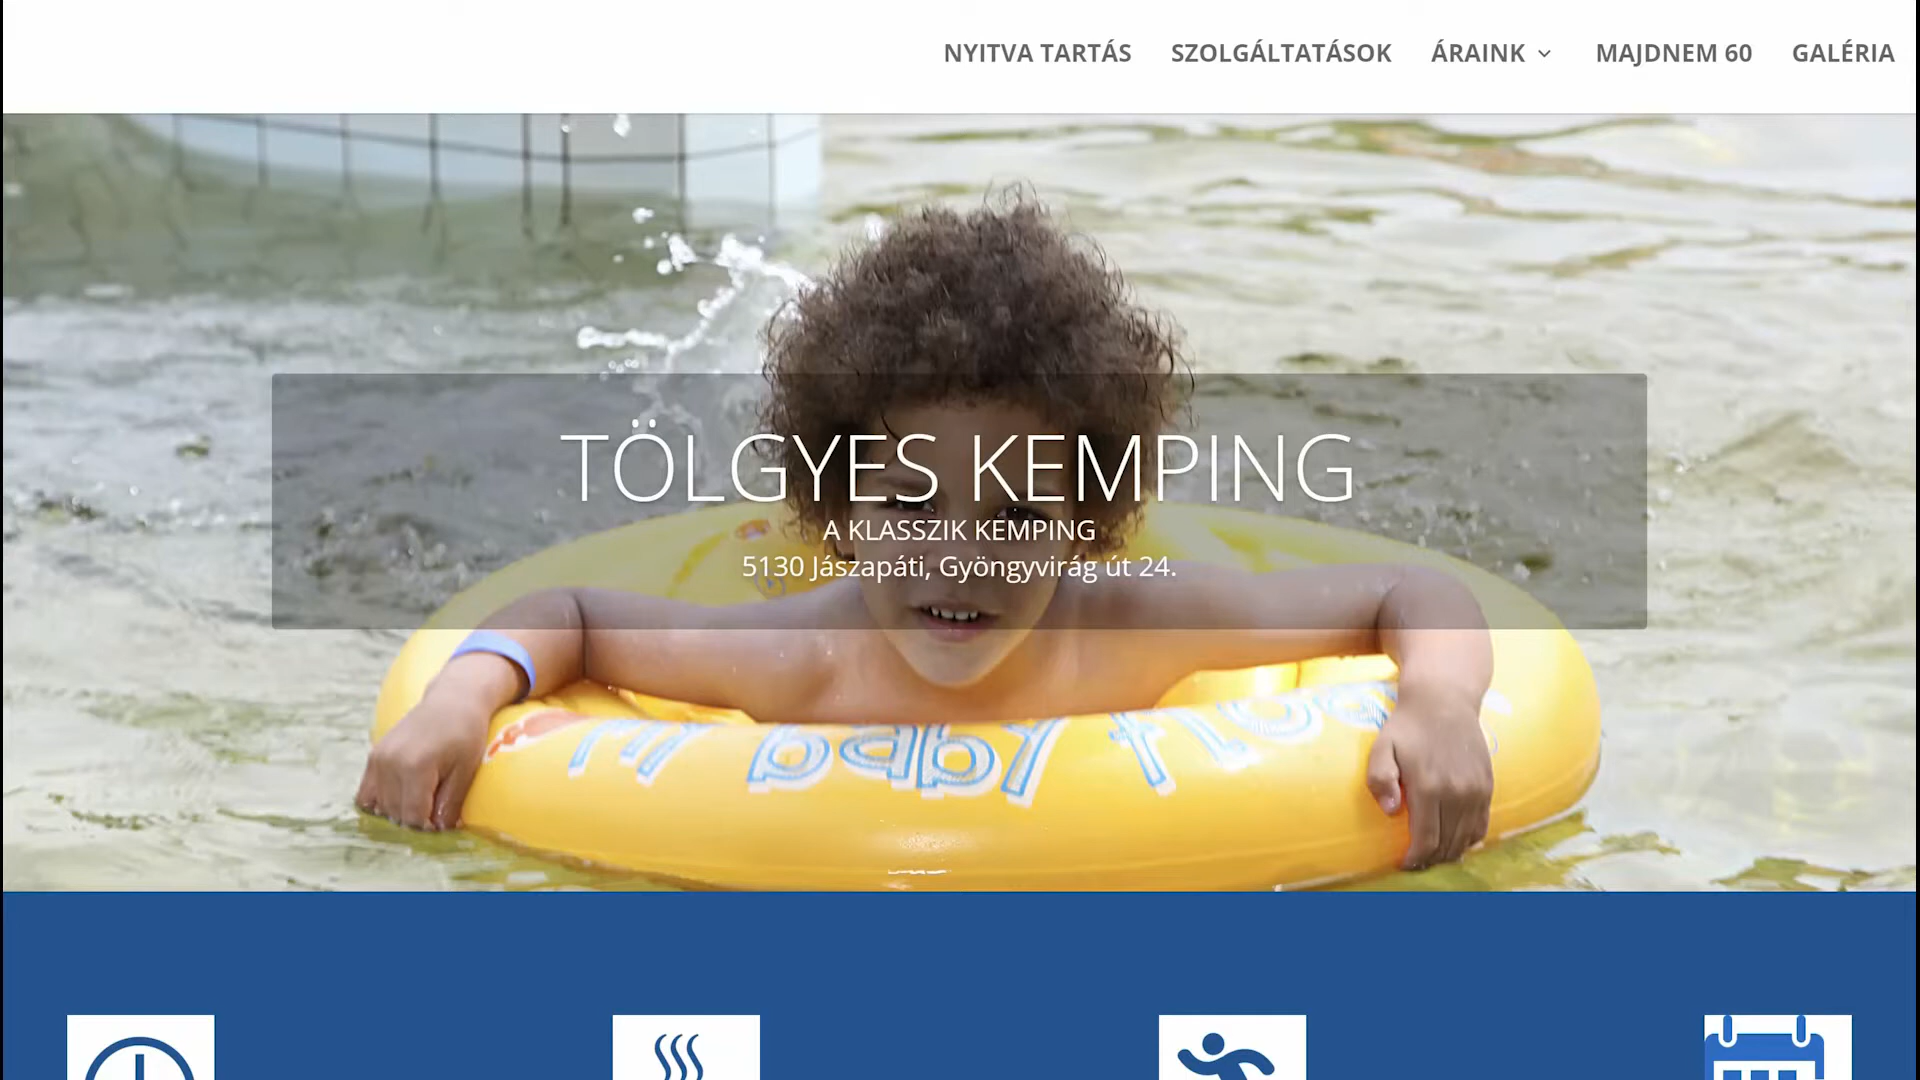 NYITVA TARTÁS SZOLGÁLTATÁSOK ÁRAINK MAJDNEM 60 GALÉRIA
TÖLGYES KEMPING
A KLASSZIK KEMPING
5130 Jászapáti, Gyöngyvirág út 24.
baby